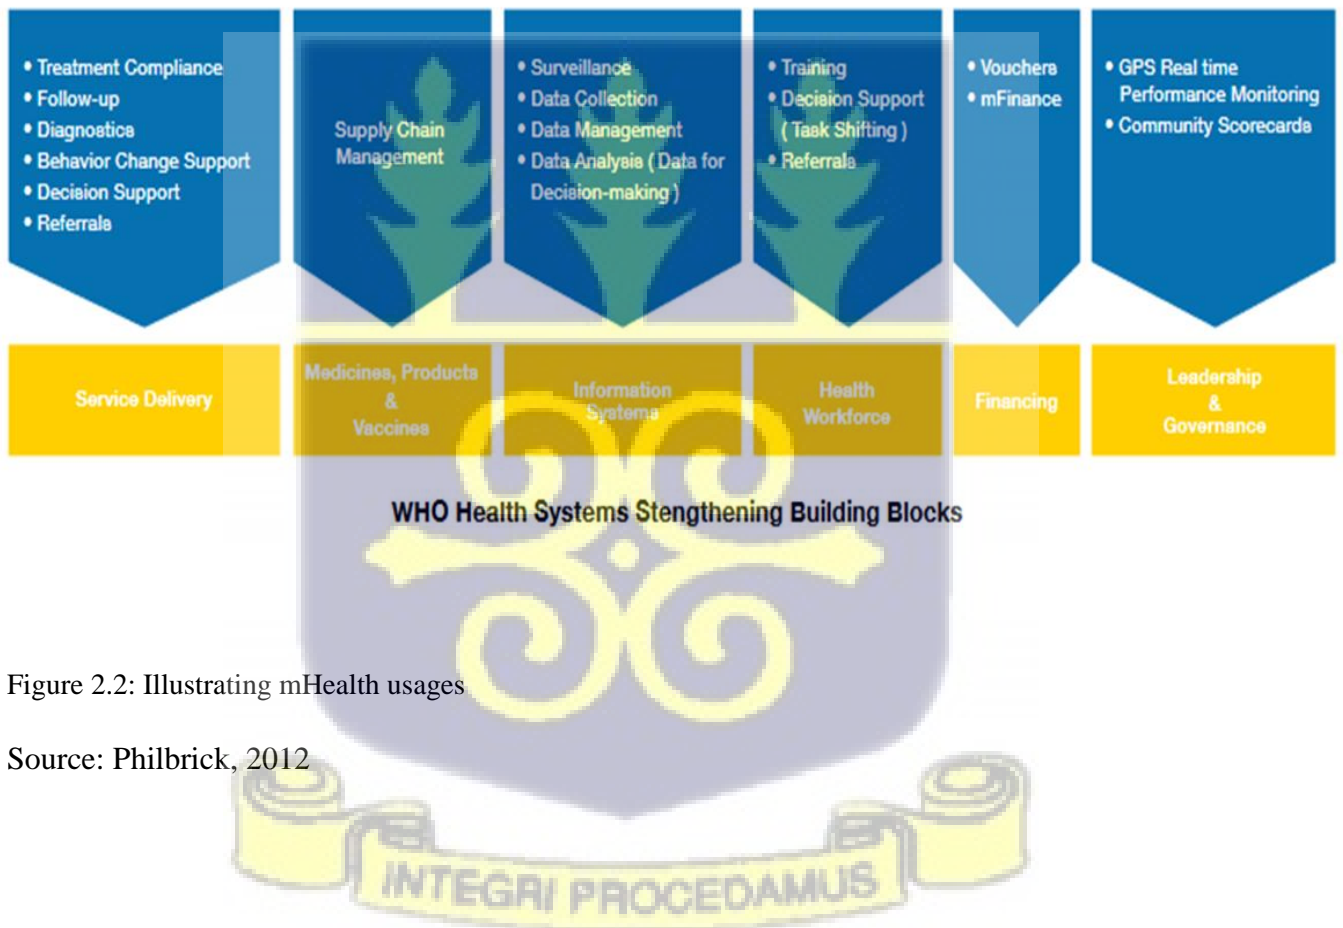 • Treatment Compliance
• Follow-up
• Diagnostics
• Behavior Change Support
• Decision Support
• Referrals
Supply Chain
Management
• Surveillance
• Data Collection
• Data Management
• Data Analysis ( Data for
Decision-making )
• Training
• Decision Support
( Task Shifting )
• Referrals
• Vouchers
• mFinance
• GPS Real time
Performance Monitoring
• Community Scorecards
Service Delivery
Medicines, Products
&
Vaccines
Information
Systems
Health
Workforce
Financing
Leadership
&
Governance
WHO Health Systems Stengthening Building Blocks
Figure 2.2: Illustrating mHealth usages
Source: Philbrick, 2012
INTEGRI PROCEDAMUS